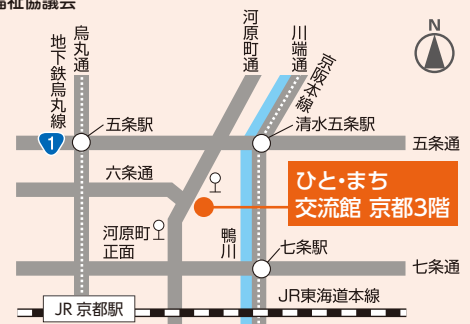 福祉協議会
地下鉄烏丸線
烏丸通
河原町通
川端通
京阪本線
N
1
五条駅
清水五条駅
五条通
六条通
ひと・まち
交流館 京都3階
河原町
正面
鴨川
七条駅
七条通
JR東海道本線
JR 京都駅